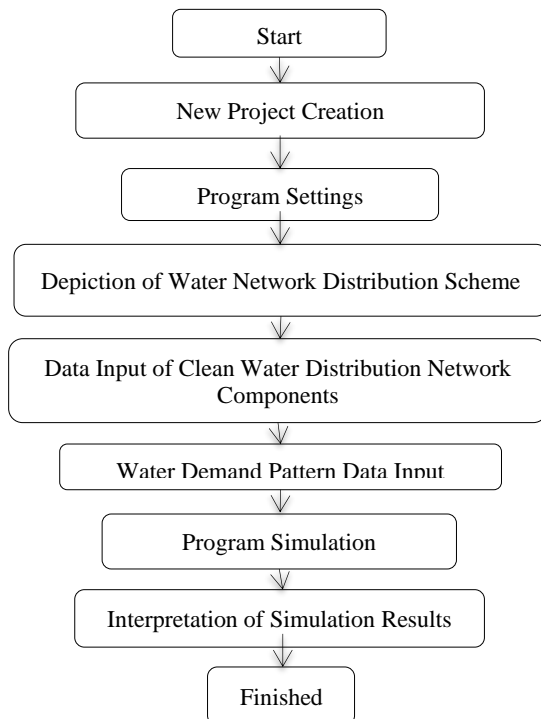 Start
New Project Creation
Program Settings
Depiction of Water Network Distribution Scheme
Data Input of Clean Water Distribution Network
Components
Water Demand Pattern Data Input
Program Simulation
Interpretation of Simulation Results
Finished